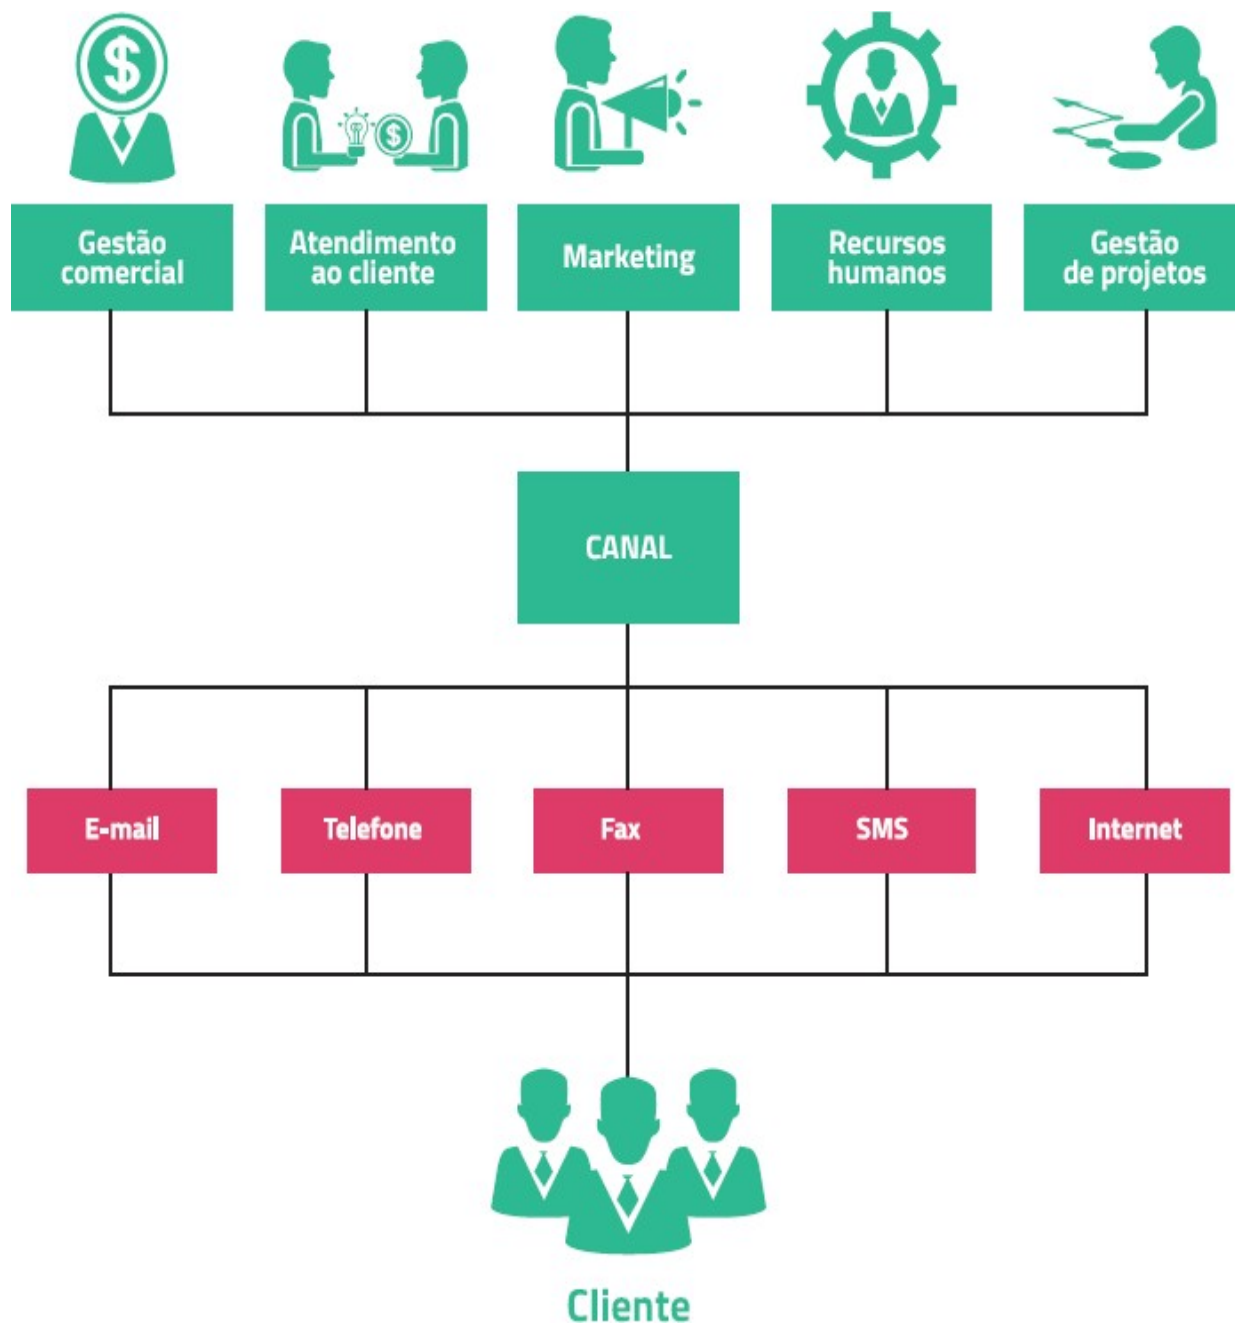 Gestão
comercial
Atendimento
ao cliente
Marketing
Recursos
humanos
Gestão
de projetos
CANAL
E-mail
Telefone
Fax
SMS
Internet
Cliente